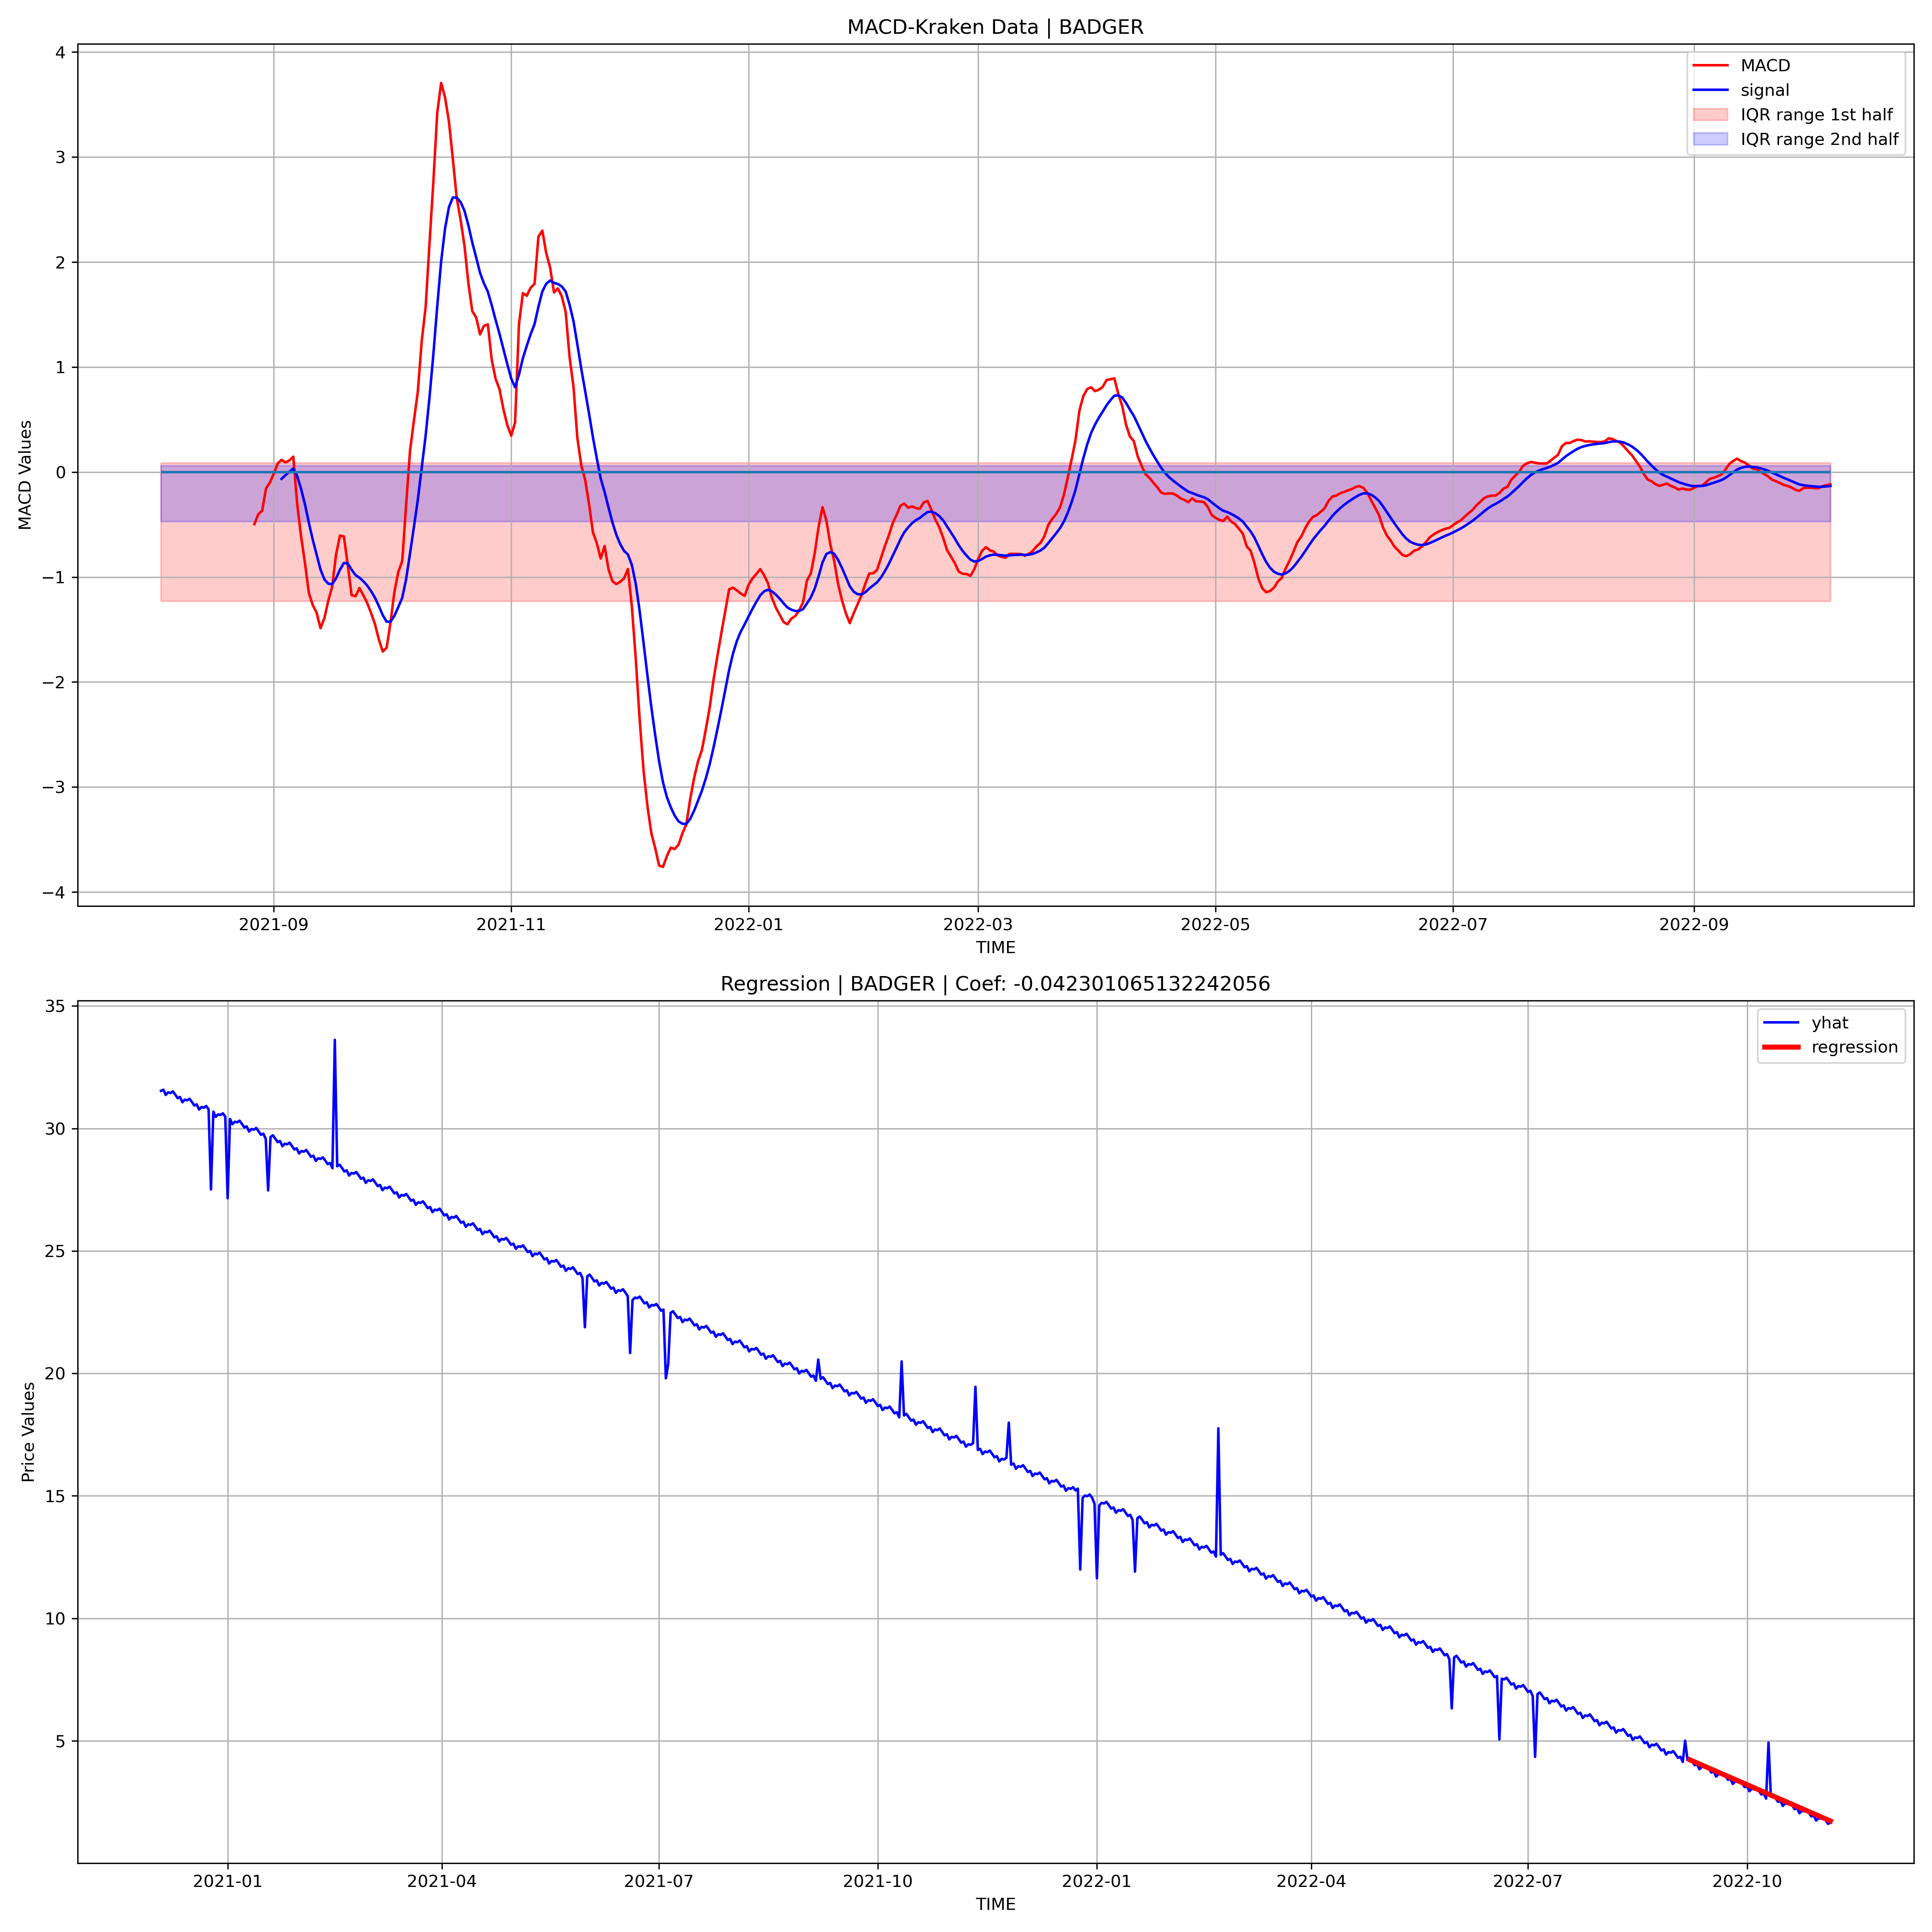 MACD-Kraken Data | BADGER
MACD
signal
IQR range 1st half
IQR range 2nd half
4
3
2
1
0
−1
−2
−3
−4
MACD Values
2021-09 2021-11 2022-01 2022-03 2022-05 2022-07 2022-09
TIME
Regression | BADGER | Coef: -0.042301065132242056
yhat
regression
35
30
25
20
15
10
5
Price Values
2021-01 2021-04 2021-07 2021-10 2022-01 2022-04 2022-07 2022-10
TIME